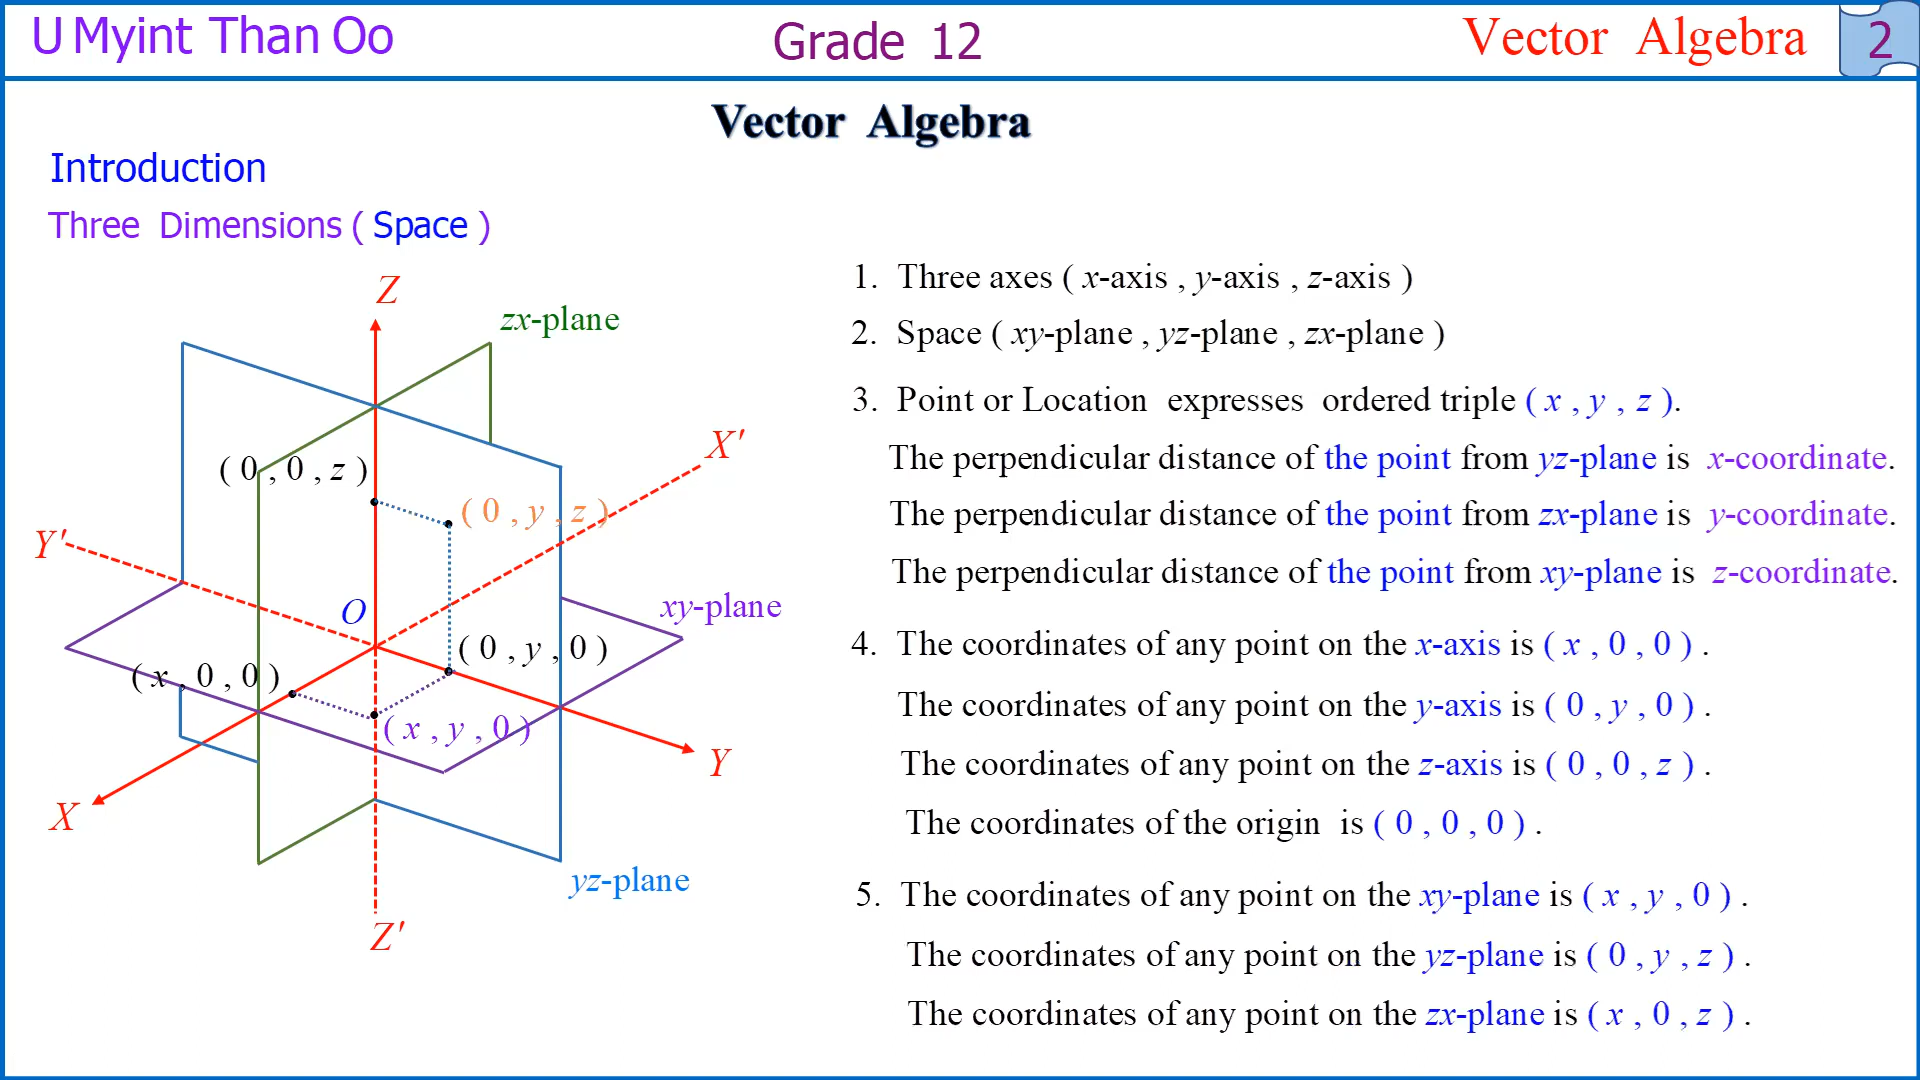 U Myint Than Oo
Grade 12
Vector Algebra
2
Vector Algebra
Introduction
Three Dimensions ( Space )
Z
zx-plane
X′
( 0 , 0 , z )
( 0 , y , z )
Y′
O
xy-plane
( 0 , y , 0 )
( x , 0 , 0 )
( x , y , 0 )
Y
X
yz-plane
Z′
1. Three axes ( x-axis , y-axis , z-axis )
2. Space ( xy-plane , yz-plane , zx-plane )
3. Point or Location expresses ordered triple ( x , y , z ).
The perpendicular distance of the point from yz-plane is x-coordinate.
The perpendicular distance of the point from zx-plane is y-coordinate.
The perpendicular distance of the point from xy-plane is z-coordinate.
4. The coordinates of any point on the x-axis is ( x , 0 , 0 ) .
The coordinates of any point on the y-axis is ( 0 , y , 0 ) .
The coordinates of any point on the z-axis is ( 0 , 0 , z ) .
The coordinates of the origin is ( 0 , 0 , 0 ) .
5. The coordinates of any point on the xy-plane is ( x , y , 0 ) .
The coordinates of any point on the yz-plane is ( 0 , y , z ) .
The coordinates of any point on the zx-plane is ( x , 0 , z ) .